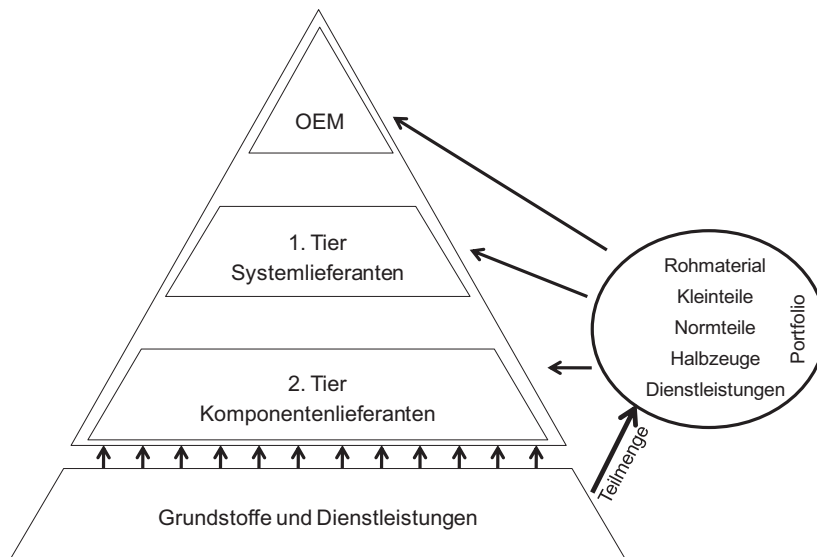 OEM
1. Tier
Systemlieferanten
2. Tier
Komponentenlieferanten
Grundstoffe und Dienstleistungen
Rohmaterial
Kleinteile
Normteile
Halbzeuge
Dienstleistungen
Portfolio
Teilmenge